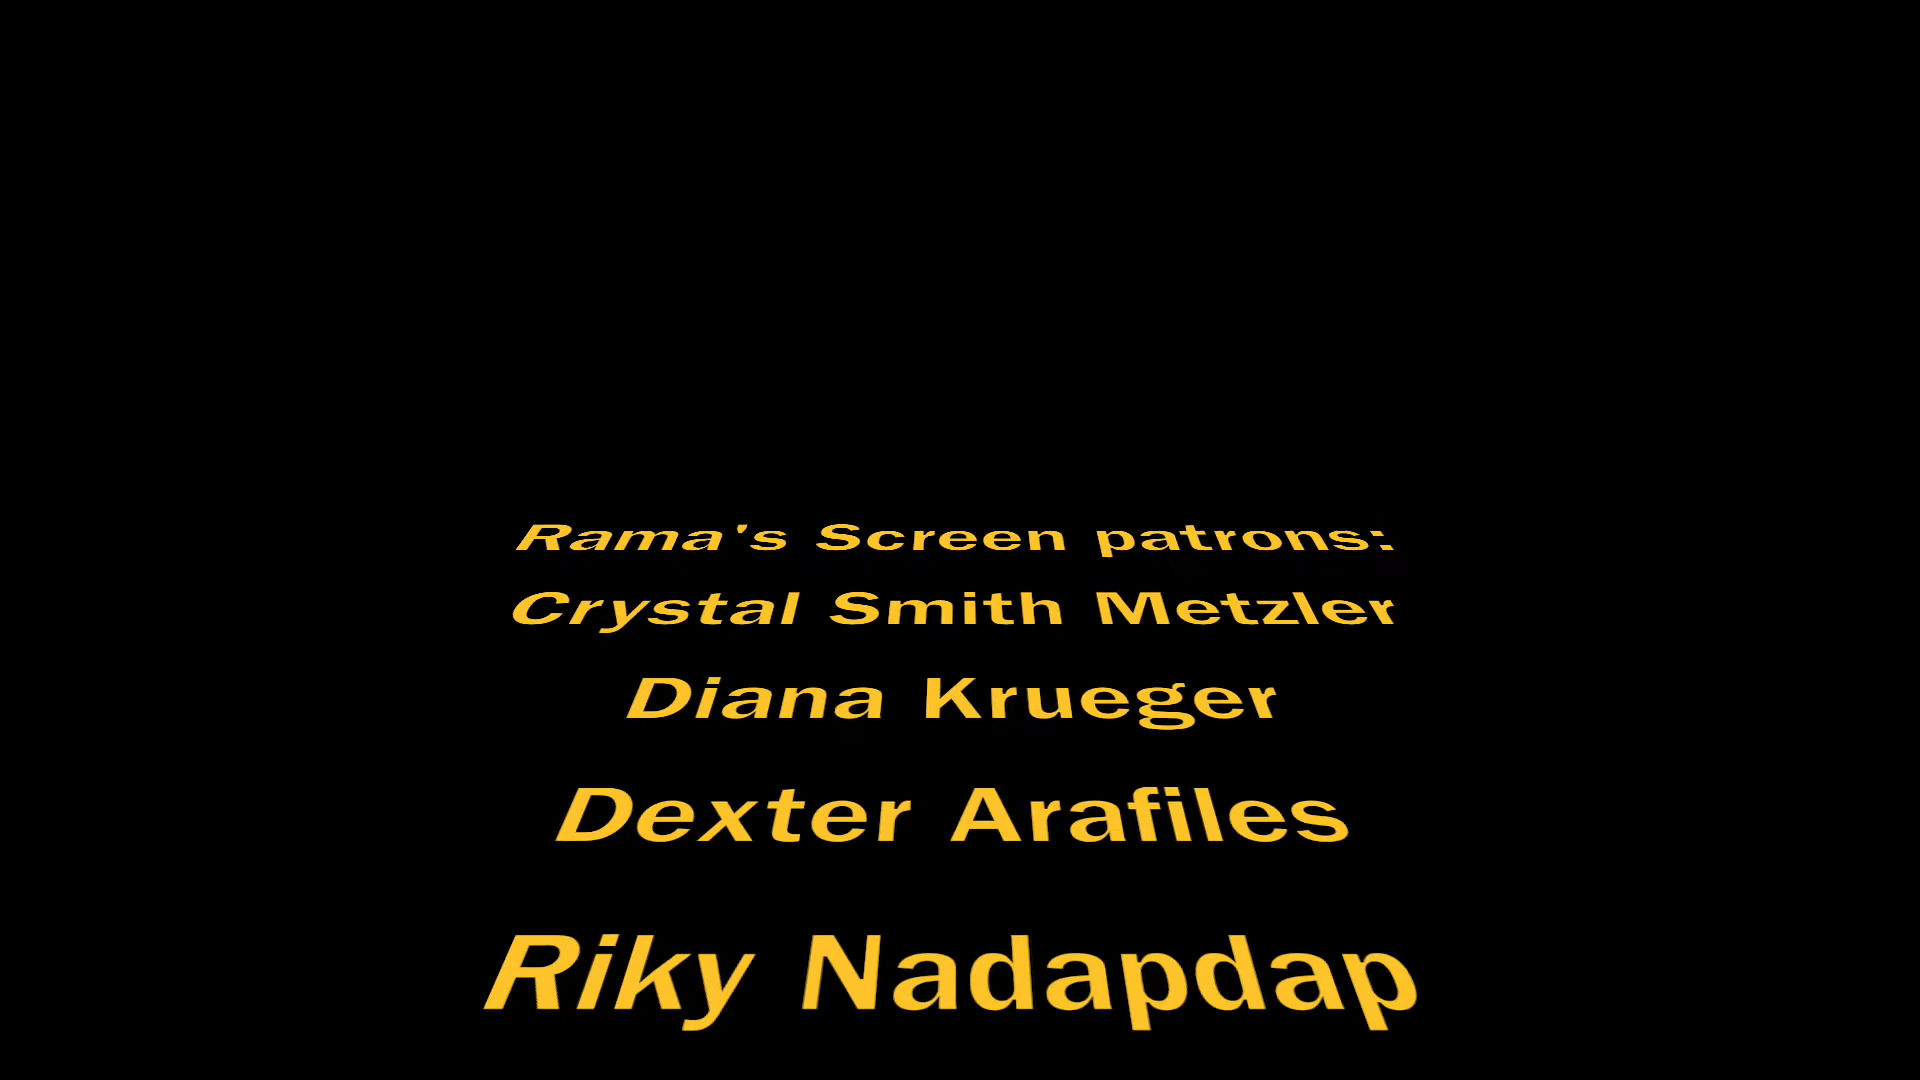 Rama's Screen patrons:
Crystal Smith Metzler
Diana Krueger
Dexter Arafiles
Riky Nadapdap